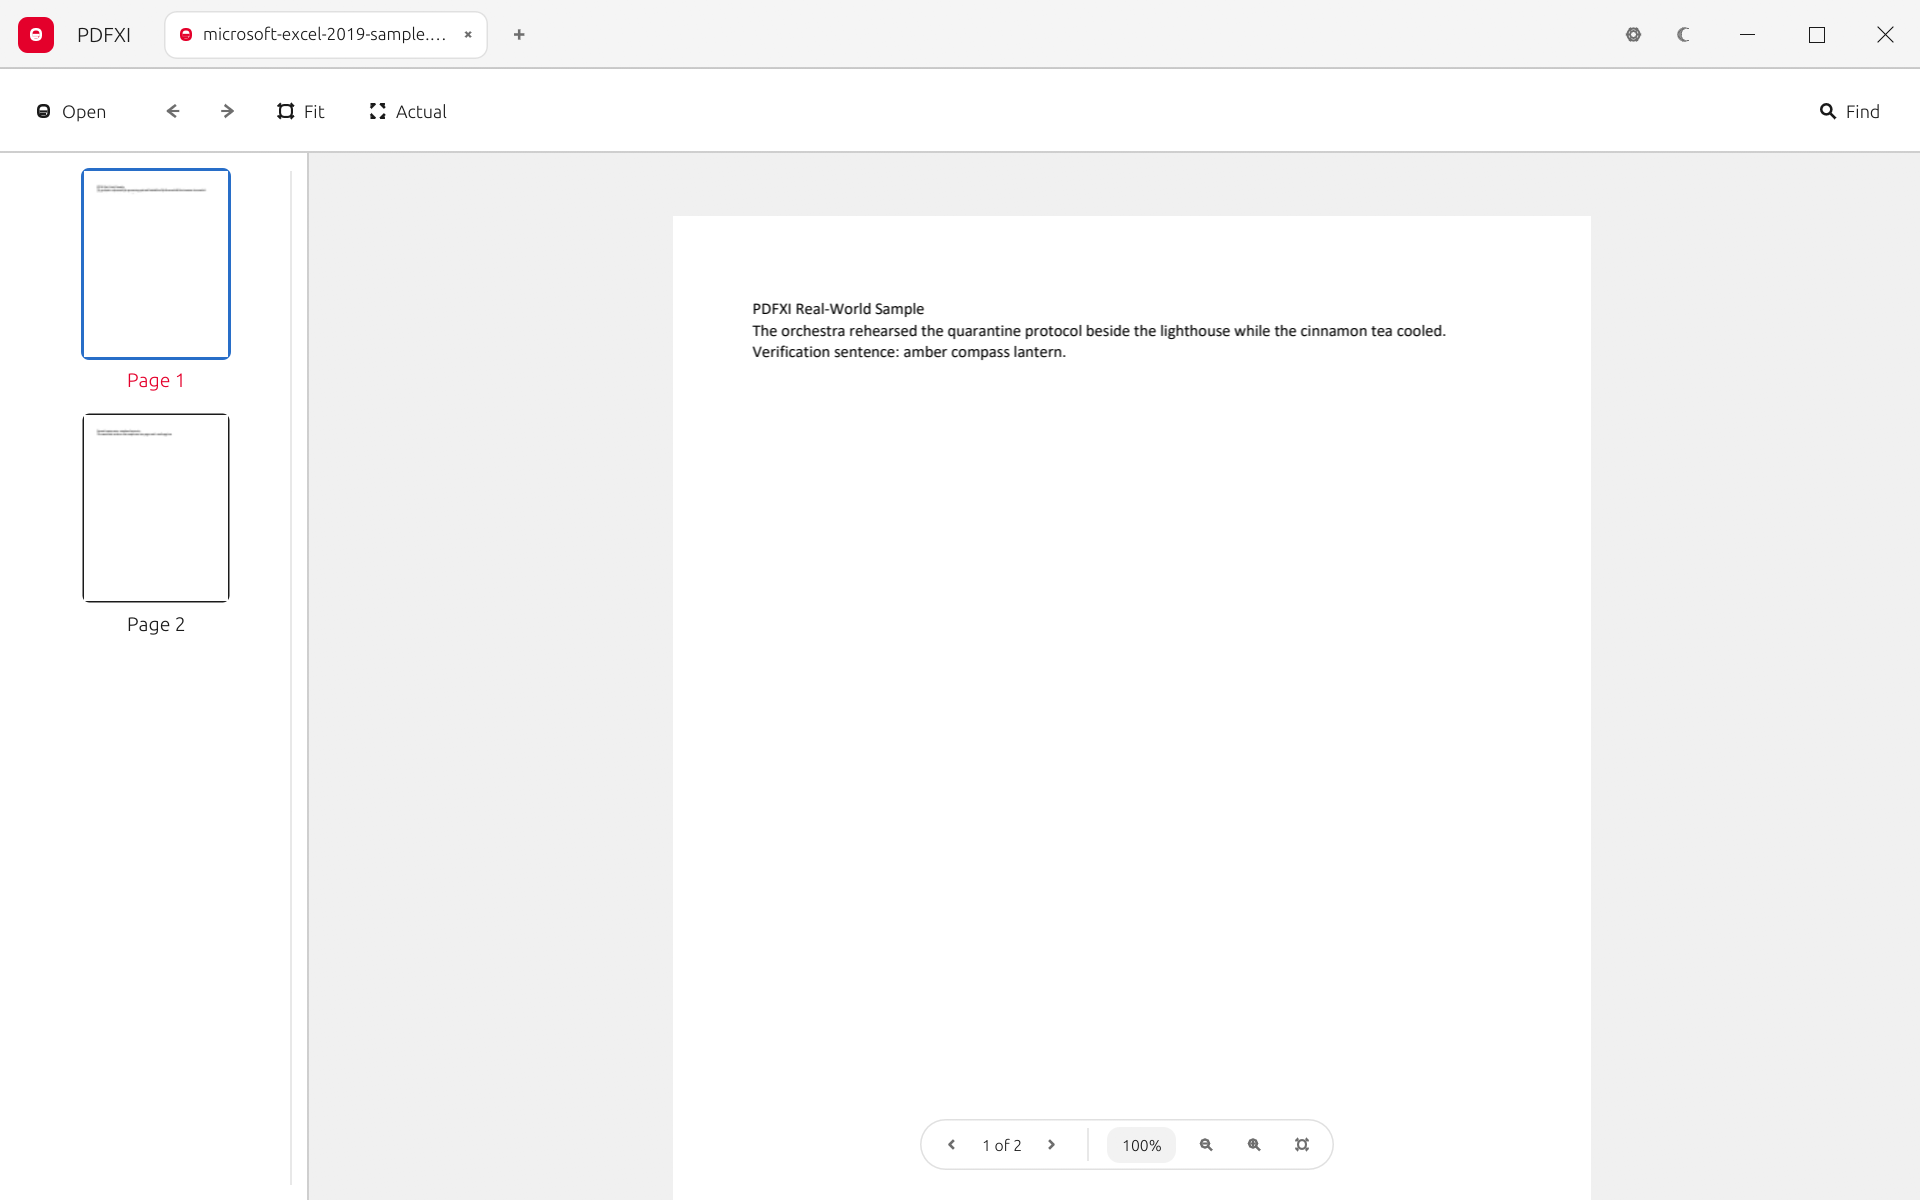 PDFXI
microsoft-excel-2019-sample....
Open
Fit
Actual
Find
Page 1
Page 2
PDFXI Real-World Sample
The orchestra rehearsed the quarantine protocol beside the lighthouse while the cinnamon tea cooled.
Verification sentence: amber compass lantern.
1 of 2
100%